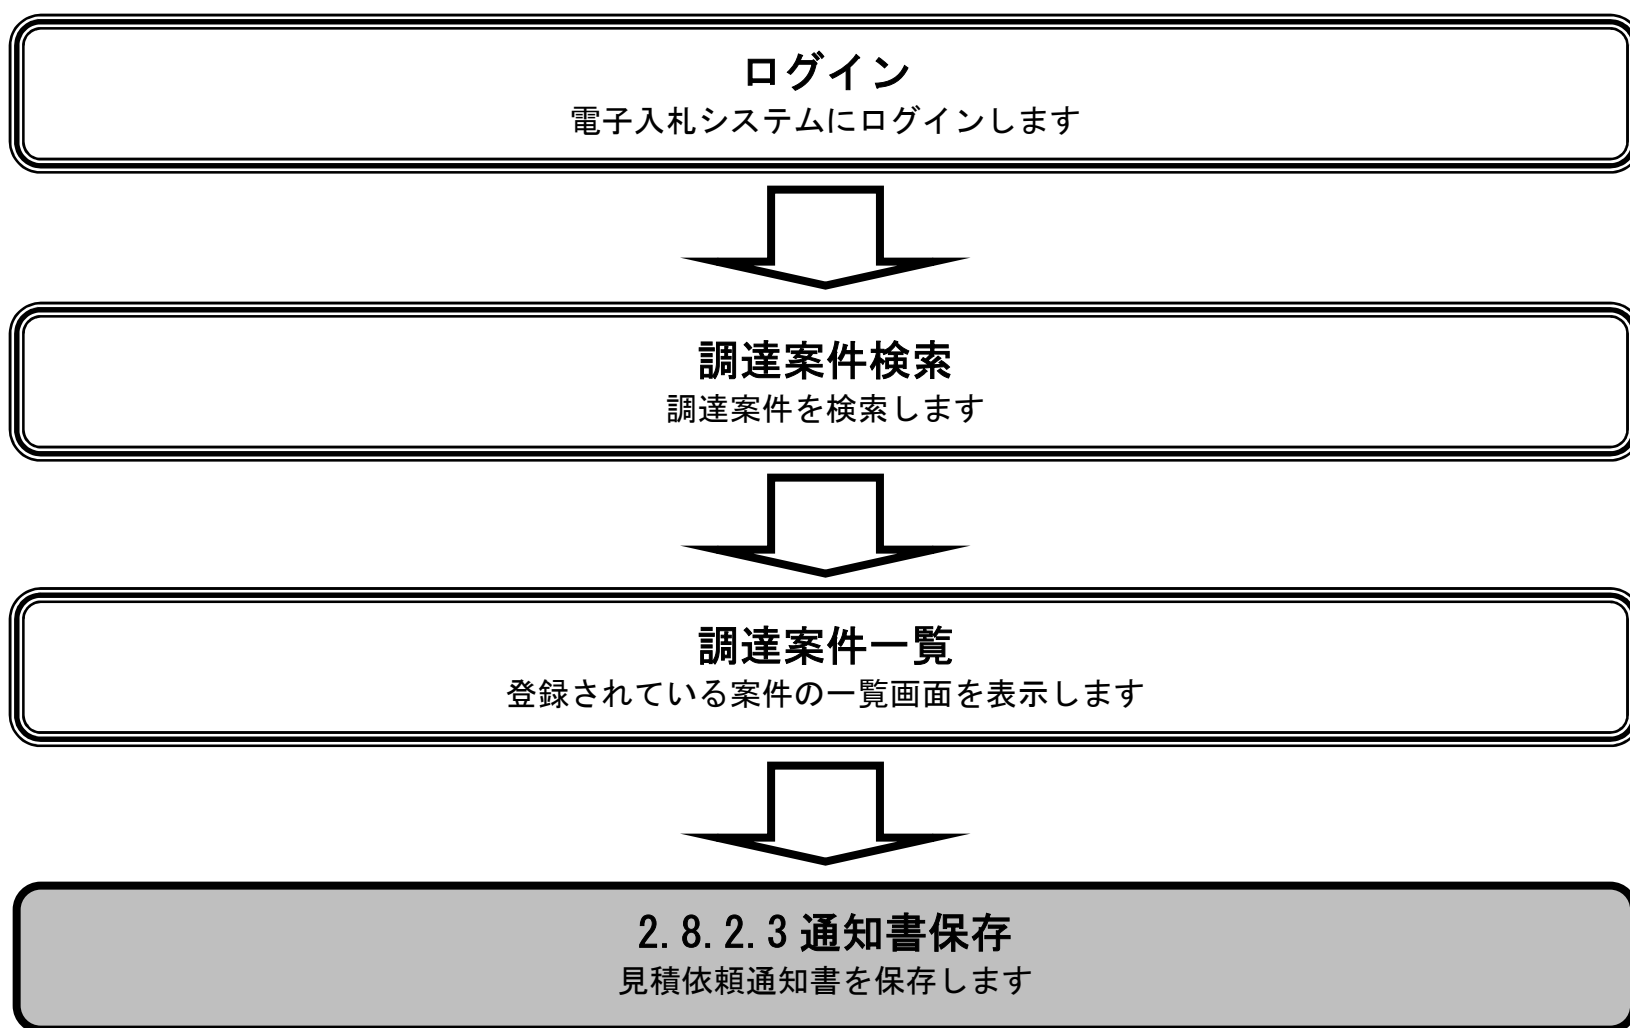 ログイン
電子入札システムにログインします
調達案件検索
調達案件を検索します
調達案件一覧
登録されている案件の一覧画面を表示します
2.8.2.3 通知書保存
見積依頼通知書を保存します